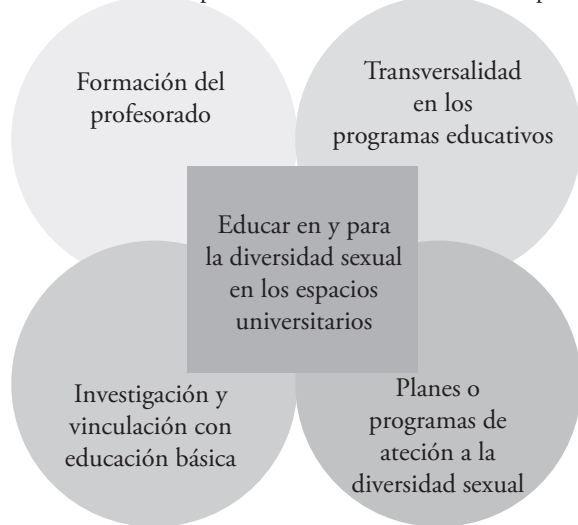 Formación del
profesorado
Transversalidad
en los
programas educativos
Educar en y para
la diversidad sexual
en los espacios
universitarios
Investigación y
vinculación con
educación básica
Planes o
programas de
ateción a la
diversidad sexual